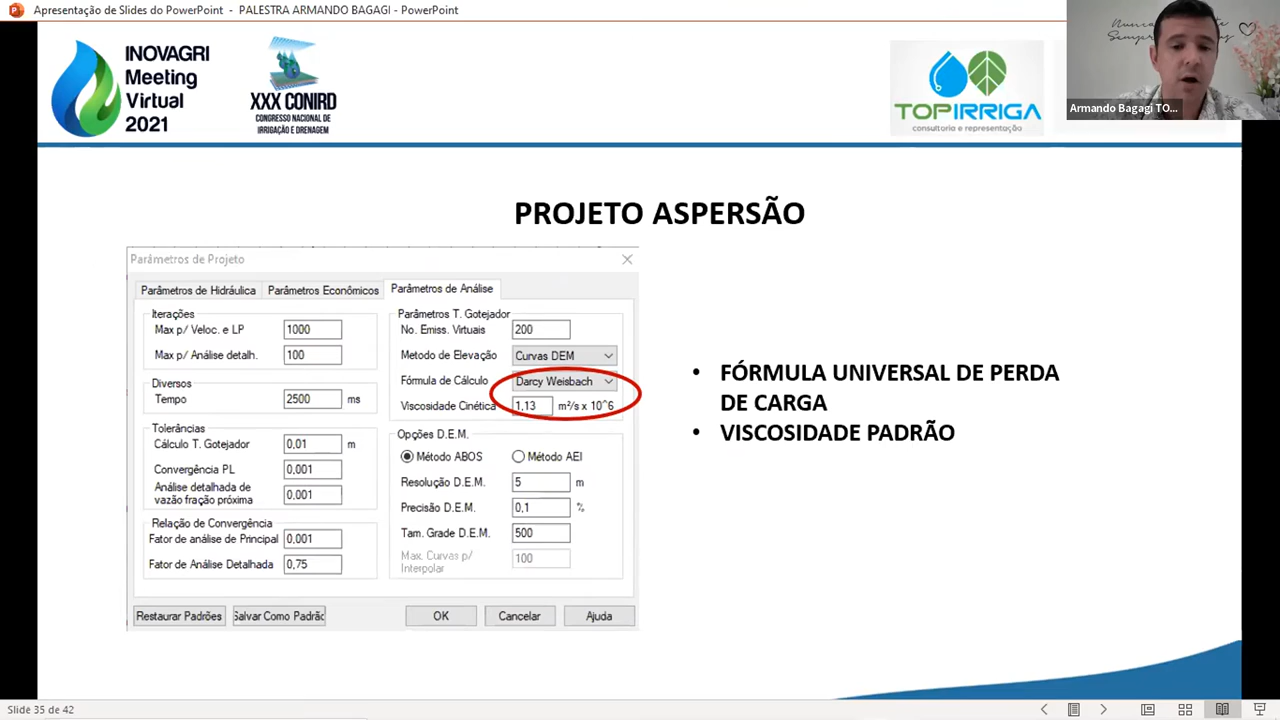 Apresentação de Slides do PowerPoint - PALESTRA ARMANDO BAGAGI - PowerPoint
INOVAGRI
Meeting
Virtual
2021
XXX CONIRD
CONGRESSO NACIONAL DE
IRRIGAÇÃO E DRENAGEM
TOPIRRIGA
consultoria e representação
Armando Bagagi TO...
PROJETO ASPERSÃO
Parâmetros de Projeto
Parâmetros de Hidráulica
Parâmetros Econômicos
Parâmetros de Análise
Iterações
Max p/ Veloc. e LP 1000
Max p/ Análise detalh. 100
Diversos
Tempo 2500 ms
Tolerâncias
Cálculo T. Gotejador 0,01 m
Convergência PL 0,001
Análise detalhada de
vazão fração próxima 0,001
Relação de Convergência
Fator de análise de Principal 0,001
Fator de Análise Detalhada 0,75
Parâmetros T. Gotejador
No. Emiss. Virtuais 200
Metodo de Elevação Curvas DEM
Fórmula de Cálculo Darcy Weisbach
Viscosidade Cinética 1,13 m²/s x 10^6
Opções D.E.M.
Método ABOS Método AEI
Resolução D.E.M. 5 m
Precisão D.E.M. 0,1 %
Tam. Grade D.E.M. 500
Max. Curvas p/
Interpolar 100
Restaurar Padrões
Salvar Como Padrão
OK
Cancelar
Ajuda
• FÓRMULA UNIVERSAL DE PERDA
DE CARGA
• VISCOSIDADE PADRÃO
Slide 35 de 42